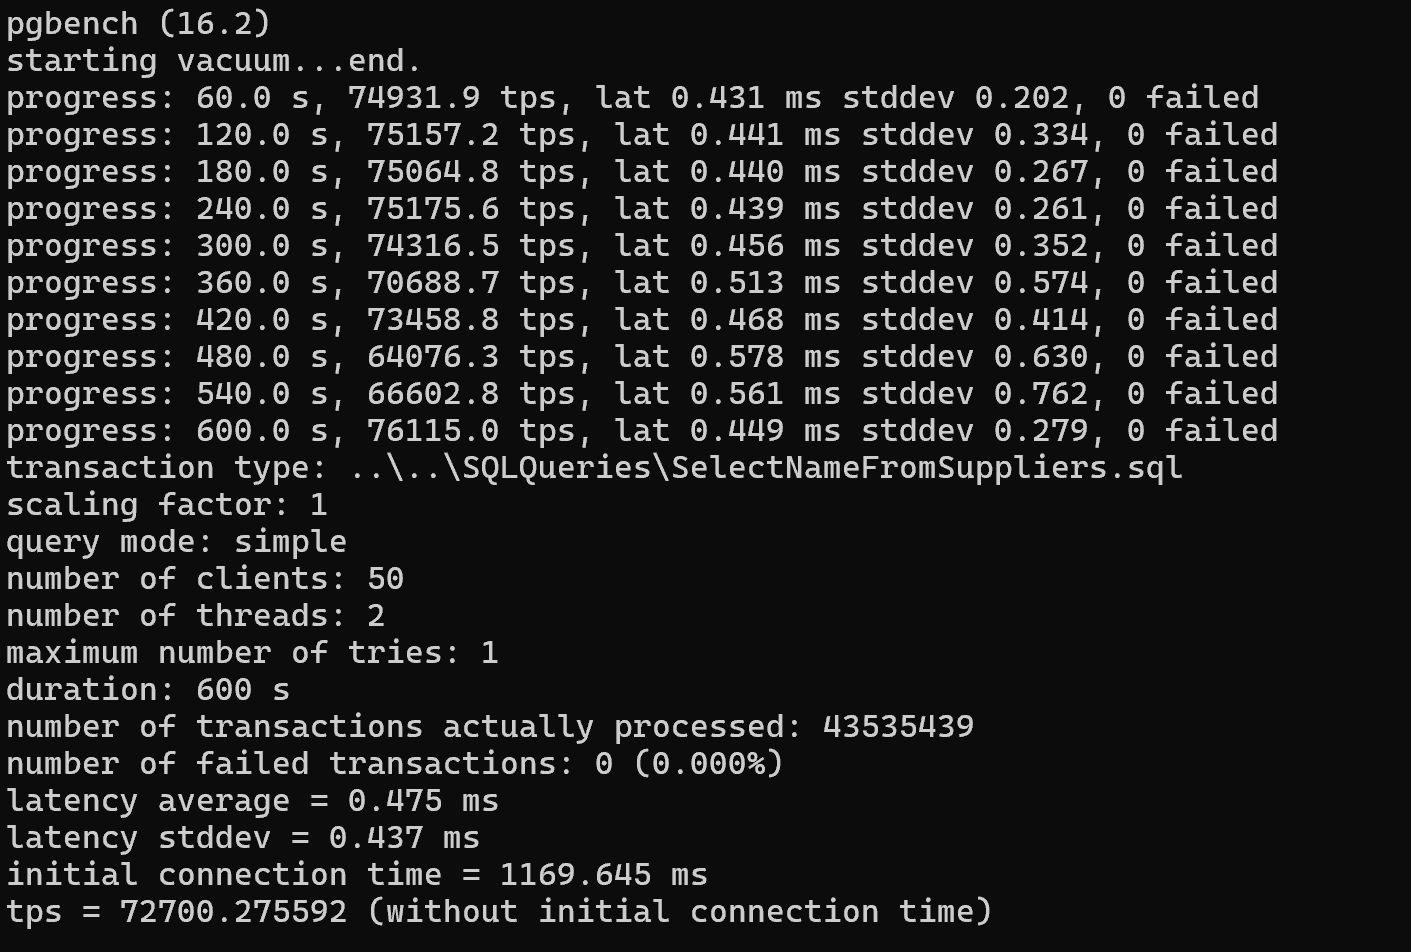 pgbench (16.2)
starting vacuum...end.
progress: 60.0 s, 74931.9 tps, lat 0.431 ms stddev 0.202, 0 failed
progress: 120.0 s, 75157.2 tps, lat 0.441 ms stddev 0.334, 0 failed
progress: 180.0 s, 75064.8 tps, lat 0.440 ms stddev 0.267, 0 failed
progress: 240.0 s, 75175.6 tps, lat 0.439 ms stddev 0.261, 0 failed
progress: 300.0 s, 74316.5 tps, lat 0.456 ms stddev 0.352, 0 failed
progress: 360.0 s, 70688.7 tps, lat 0.513 ms stddev 0.574, 0 failed
progress: 420.0 s, 73458.8 tps, lat 0.468 ms stddev 0.414, 0 failed
progress: 480.0 s, 64076.3 tps, lat 0.578 ms stddev 0.630, 0 failed
progress: 540.0 s, 66602.8 tps, lat 0.561 ms stddev 0.762, 0 failed
progress: 600.0 s, 76115.0 tps, lat 0.449 ms stddev 0.279, 0 failed
transaction type: ..\..\SQLQueries\SelectNameFromSuppliers.sql
scaling factor: 1
query mode: simple
number of clients: 50
number of threads: 2
maximum number of tries: 1
duration: 600 s
number of transactions actually processed: 43535439
number of failed transactions: 0 (0.000%)
latency average = 0.475 ms
latency stddev = 0.437 ms
initial connection time = 1169.645 ms
tps = 72700.275592 (without initial connection time)